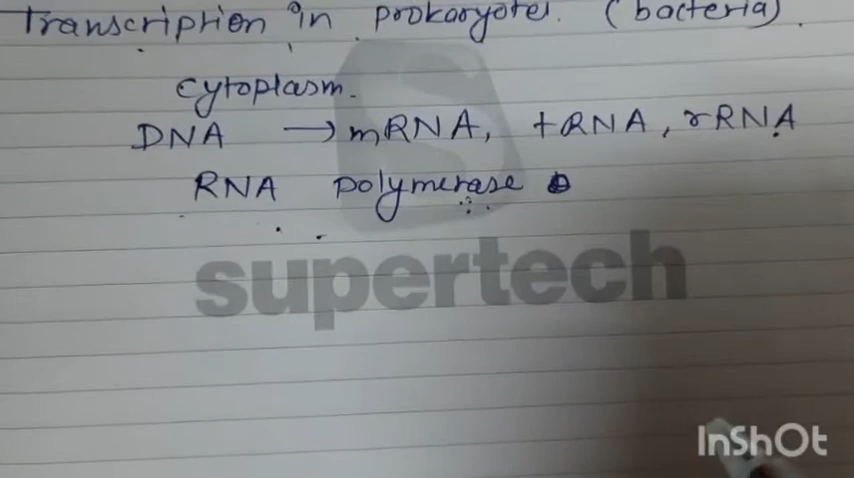 Transcription in prokaryotes. (bacteria).
cytoplasm.
DNA → mRNA, tRNA, rRNA
RNA polymerase
supertech
InShOt